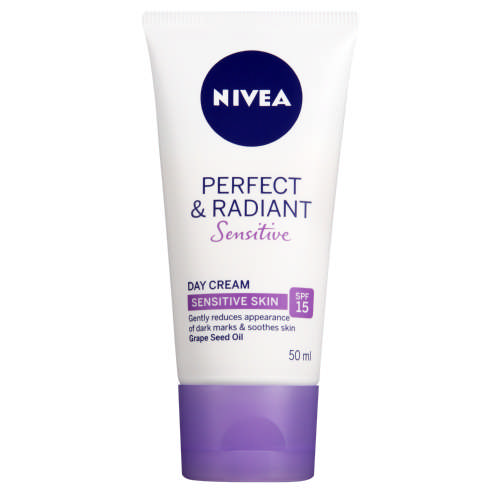 NIVEA
PERFECT
& RADIANT
Sensitive
DAY CREAM
SENSITIVE SKIN
SPF
15
Gently reduces appearance
of dark marks & soothes skin
Grape Seed Oil
50 ml